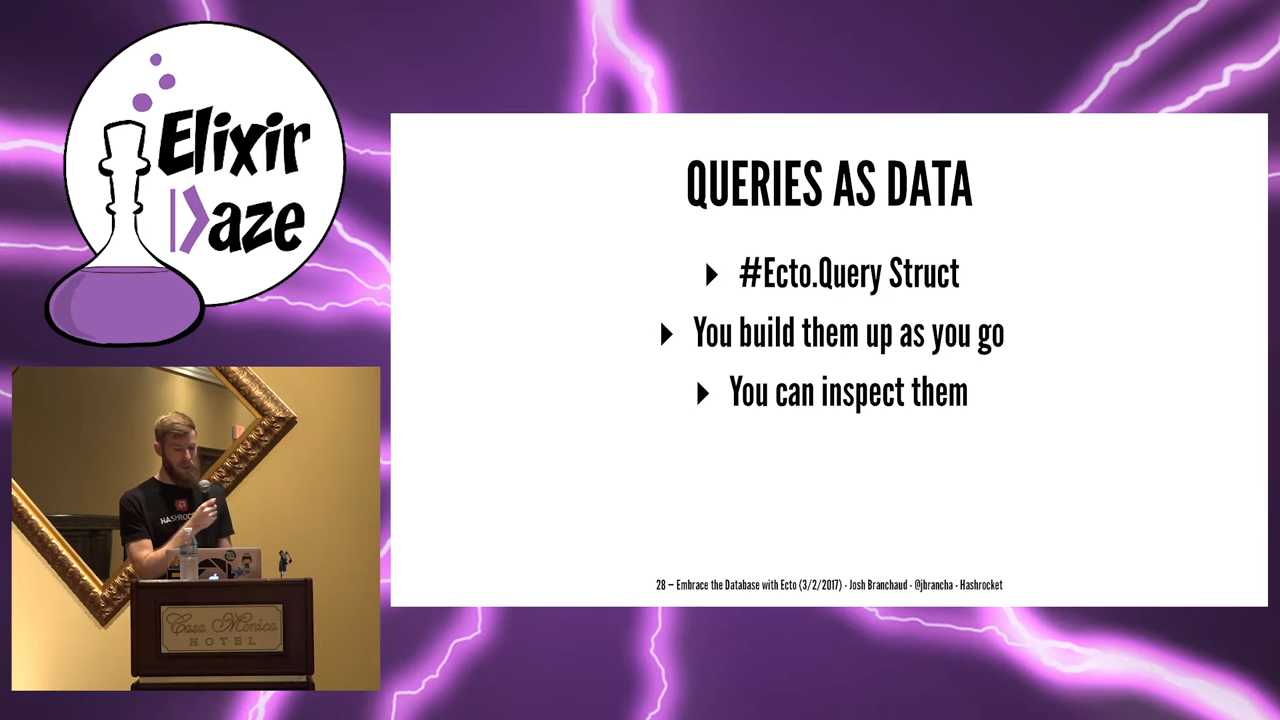 Elixir
Daze
QUERIES AS DATA
#Ecto.Query Struct
You build them up as you go
You can inspect them
28 — Embrace the Database with Ecto (3/2/2017) - Josh Branchaud - @jbrancha - Hashrocket
Casa Monica
HOTEL